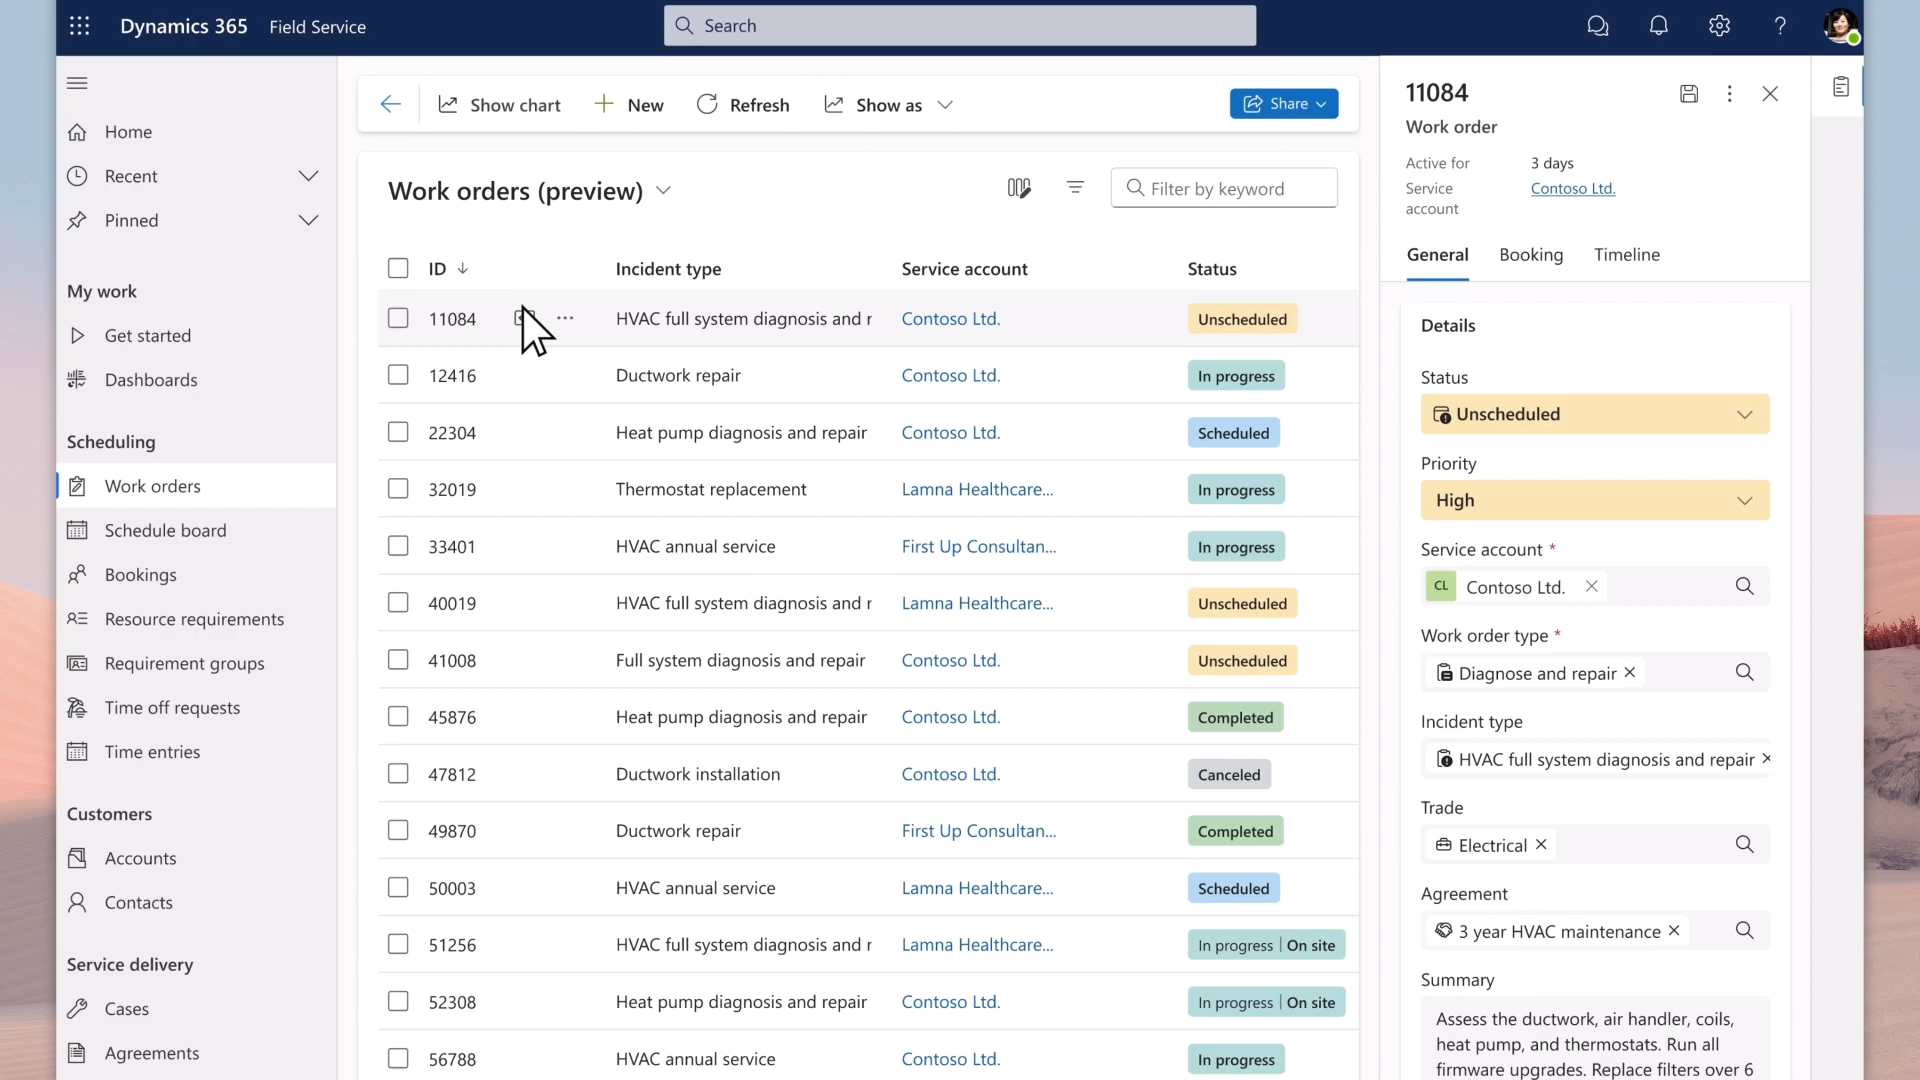 Dynamics 365 Field Service
Search
Home
Recent
Pinned
My work
Get started
Dashboards
Scheduling
Work orders
Schedule board
Bookings
Resource requirements
Requirement groups
Time off requests
Time entries
Customers
Accounts
Contacts
Service delivery
Cases
Agreements
Show chart New Refresh Show as Share
Work orders (preview) Filter by keyword
ID Incident type Service account Status
11084 HVAC full system diagnosis and r Contoso Ltd. Unscheduled
12416 Ductwork repair Contoso Ltd. In progress
22304 Heat pump diagnosis and repair Contoso Ltd. Scheduled
32019 Thermostat replacement Lamna Healthcare... In progress
33401 HVAC annual service First Up Consultan... In progress
40019 HVAC full system diagnosis and r Lamna Healthcare... Unscheduled
41008 Full system diagnosis and repair Contoso Ltd. Unscheduled
45876 Heat pump diagnosis and repair Contoso Ltd. Completed
47812 Ductwork installation Contoso Ltd. Canceled
49870 Ductwork repair First Up Consultan... Completed
50003 HVAC annual service Lamna Healthcare... Scheduled
51256 HVAC full system diagnosis and r Lamna Healthcare... In progress | On site
52308 Heat pump diagnosis and repair Contoso Ltd. In progress | On site
56788 HVAC annual service Contoso Ltd. In progress
11084
Work order
Active for 3 days
Service account Contoso Ltd.
General Booking Timeline
Details
Status
Unscheduled
Priority
High
Service account *
CL Contoso Ltd.
Work order type *
Diagnose and repair
Incident type
HVAC full system diagnosis and repair
Trade
Electrical
Agreement
3 year HVAC maintenance
Summary
Assess the ductwork, air handler, coils,
heat pump, and thermostats. Run all
firmware upgrades. Replace filters over 6